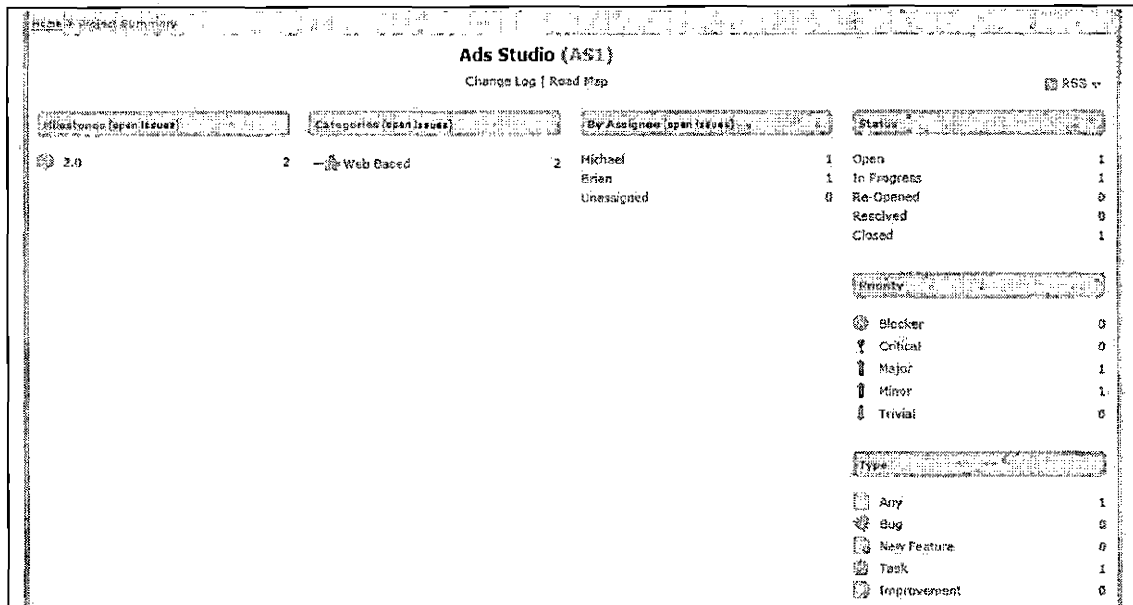 Home > Project Summary
Ads Studio (AS1)
Change Log | Road Map
RSS
Milestones (open issues)
2.0 2
Categories (open issues)
Web Based 2
By Assignee (open issues)
Michael 1
Brian 1
Unassigned 0
Status
Open 1
In Progress 1
Re-Opened 0
Resolved 0
Closed 1
Priority
Blocker 0
Critical 0
Major 1
Minor 1
Trivial 0
Type
Any 1
Bug 0
New Feature 0
Task 1
Improvement 0